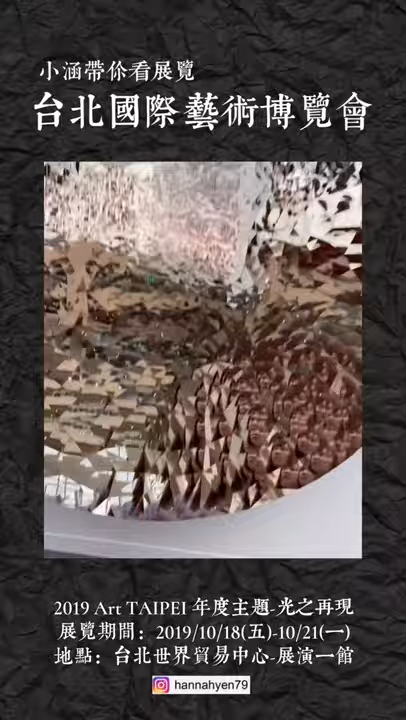 小涵帶你看展覽
台北國際藝術博覽會
2019 Art TAIPEI 年度主題-光之再現
展覽期間：2019/10/18(五)-10/21(一)
地點：台北世界貿易中心-展演一館
hannahyen79